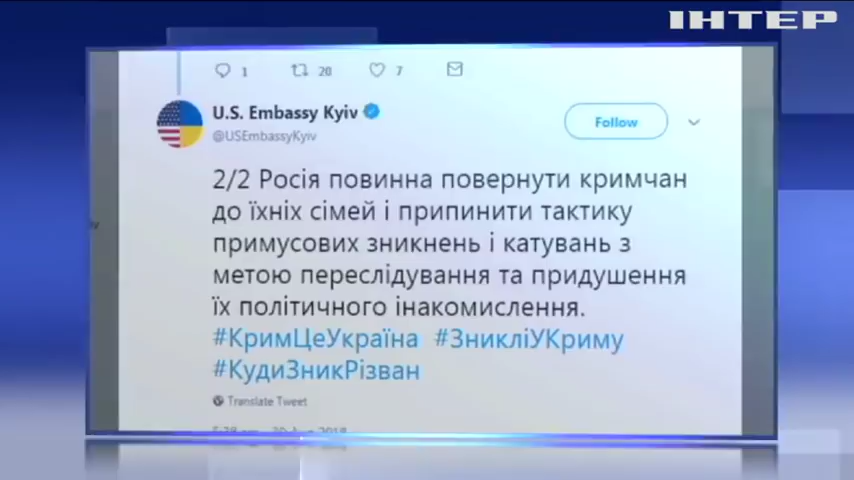 ІНТЕР
1 20 7
U.S. Embassy Kyiv
@USEmbassyKyiv
Follow
2/2 Росія повинна повернути кримчан
до їхніх сімей і припинити тактику
примусових зникнень і катувань з
метою переслідування та придушення
їх політичного інакомислення.
#КримЦеУкраїна #ЗникліУКриму
#КудиЗникРізван
Translate Tweet